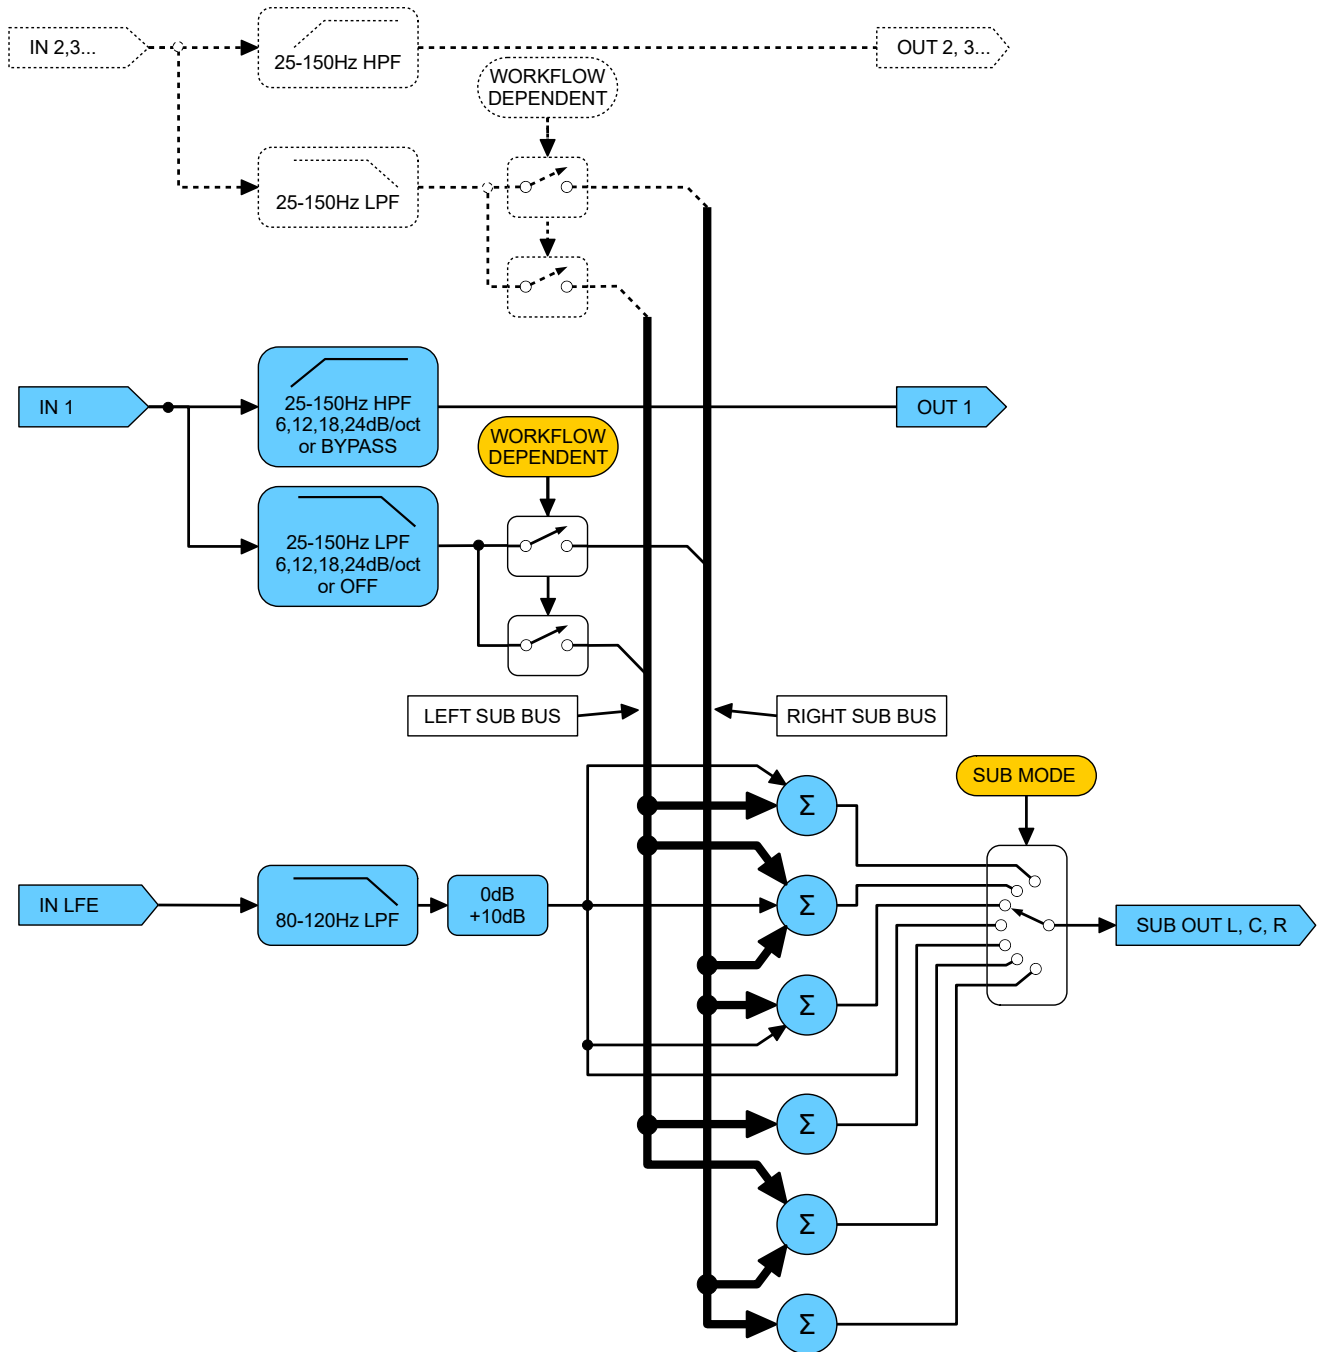 IN 2,3...
25-150Hz HPF
OUT 2, 3...
WORKFLOW
DEPENDENT
25-150Hz LPF
IN 1
25-150Hz HPF
6,12,18,24dB/oct
or BYPASS
OUT 1
WORKFLOW
DEPENDENT
25-150Hz LPF
6,12,18,24dB/oct
or OFF
LEFT SUB BUS
RIGHT SUB BUS
SUB MODE
Σ
IN LFE
80-120Hz LPF
0dB
+10dB
Σ
SUB OUT L, C, R
Σ
Σ
Σ
Σ